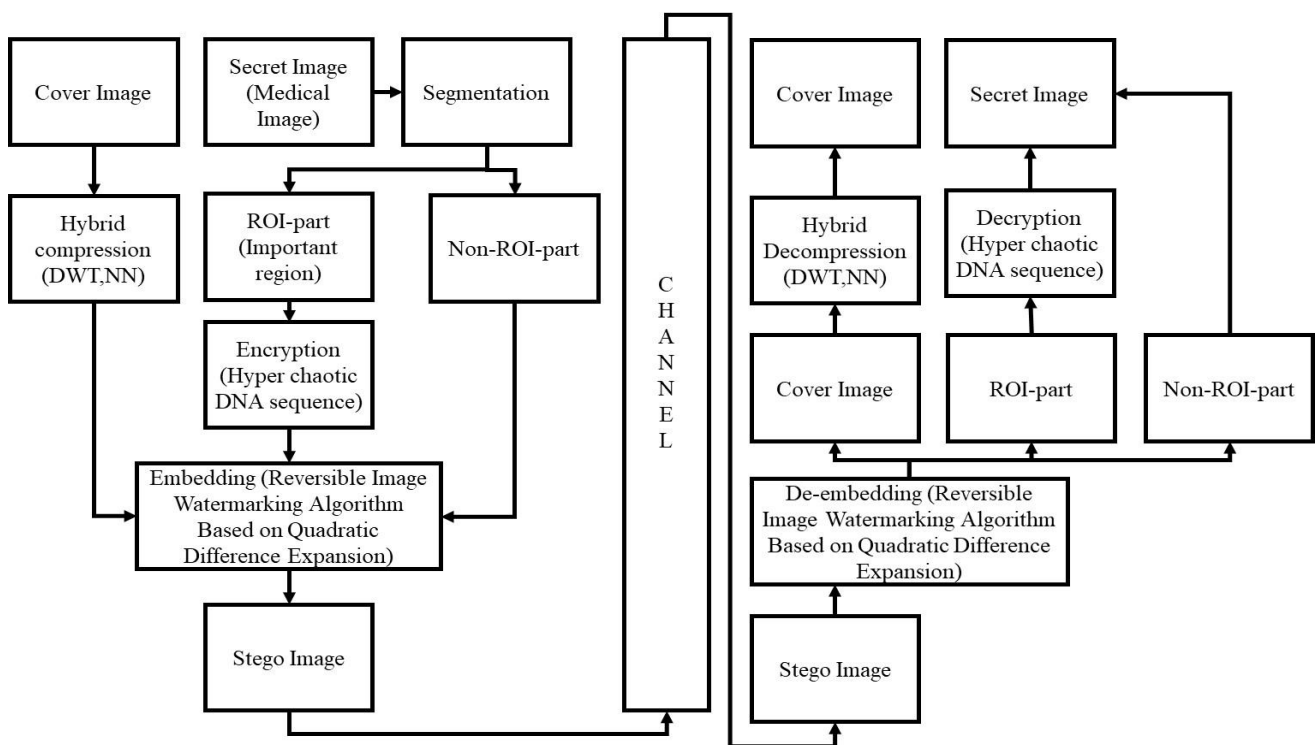 Cover Image
Secret Image
(Medical
Image)
Segmentation
Hybrid
compression
(DWT,NN)
ROI-part
(Important
region)
Non-ROI-part
Encryption
(Hyper chaotic
DNA sequence)
Embedding (Reversible Image
Watermarking Algorithm
Based on Quadratic
Difference Expansion)
Stego Image
C
H
A
N
N
E
L
Cover Image
Secret Image
Hybrid
Decompression
(DWT,NN)
Decryption
(Hyper chaotic
DNA sequence)
Cover Image
ROI-part
Non-ROI-part
De-embedding (Reversible
Image Watermarking Algorithm
Based on Quadratic Difference
Expansion)
Stego Image